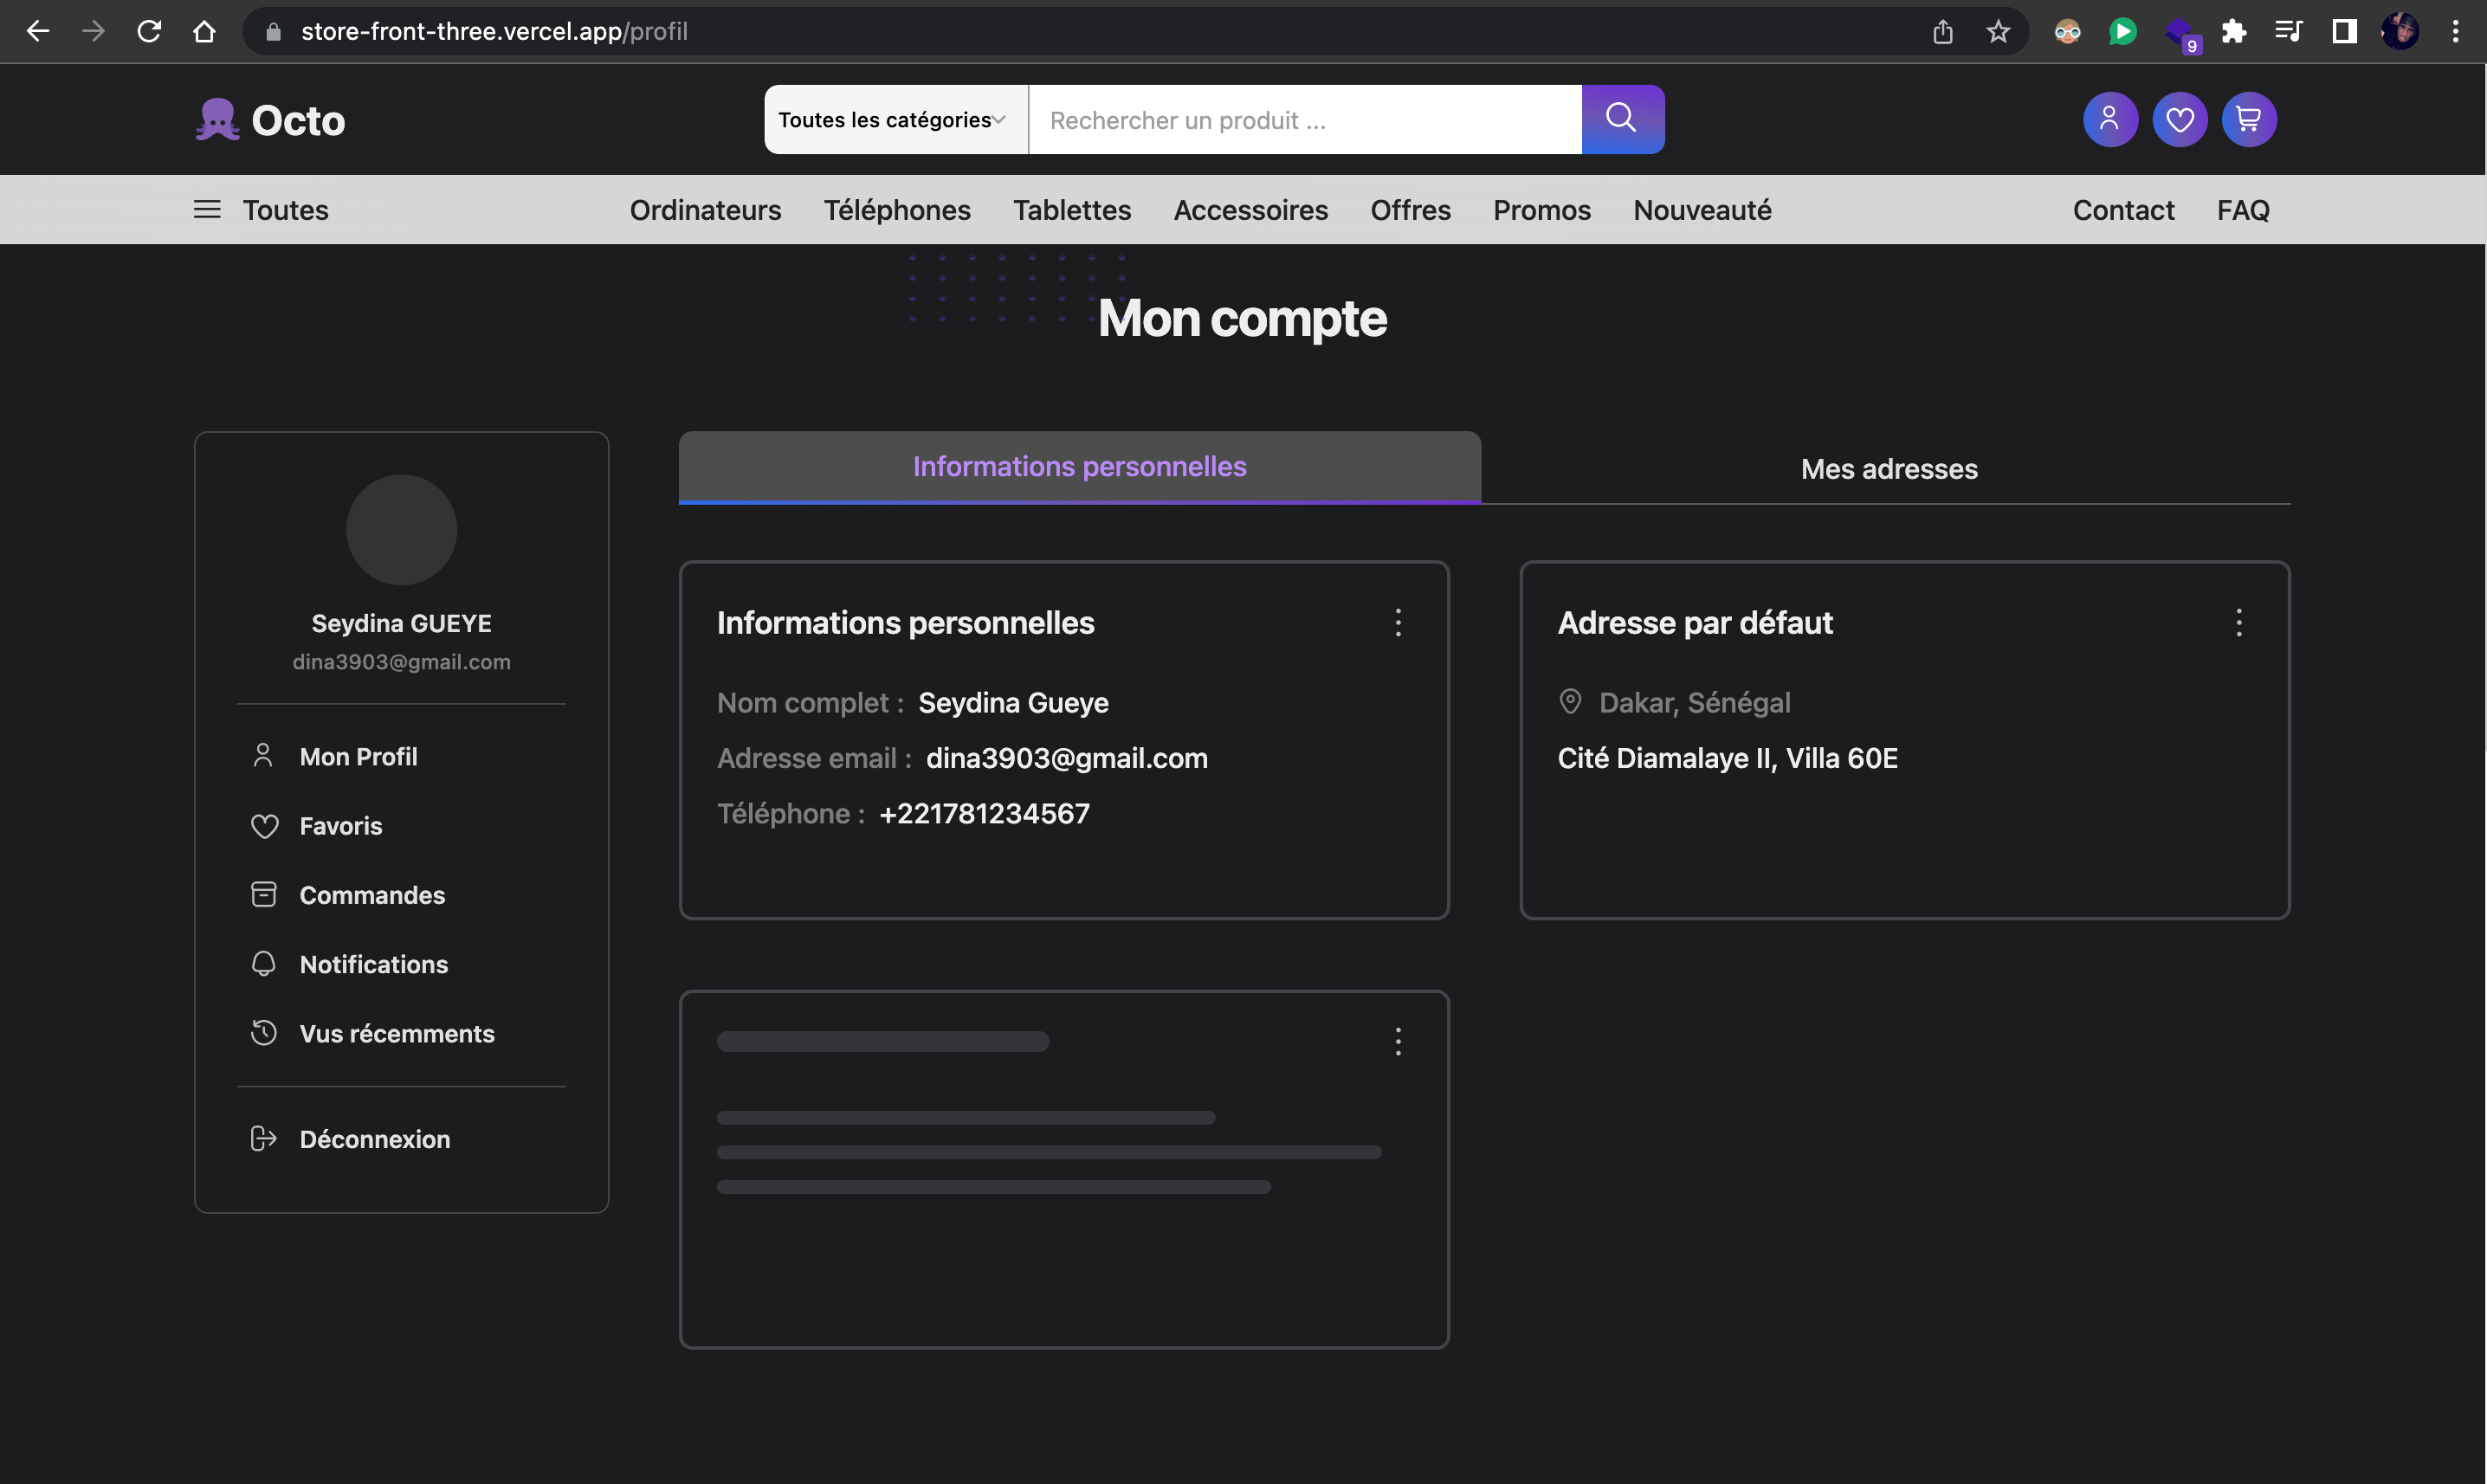 store-front-three.vercel.app/profil
9
Octo
Toutes les catégories
Rechercher un produit ...
Toutes
Ordinateurs
Téléphones
Tablettes
Accessoires
Offres
Promos
Nouveauté
Contact
FAQ
Mon compte
Seydina GUEYE
dina3903@gmail.com
Mon Profil
Favoris
Commandes
Notifications
Vus récemments
Déconnexion
Informations personnelles
Mes adresses
Informations personnelles
Nom complet : Seydina Gueye
Adresse email : dina3903@gmail.com
Téléphone : +221781234567
Adresse par défaut
Dakar, Sénégal
Cité Diamalaye II, Villa 60E